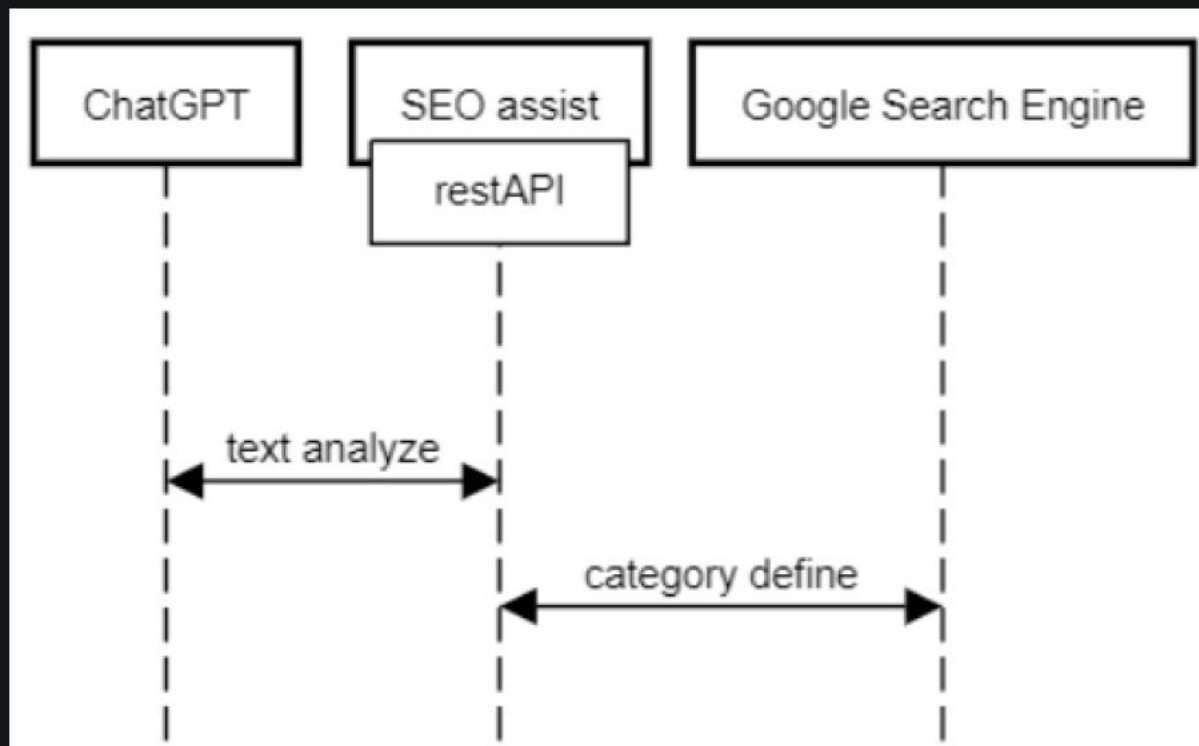 ChatGPT
SEO assist
Google Search Engine
restAPI
text analyze
category define